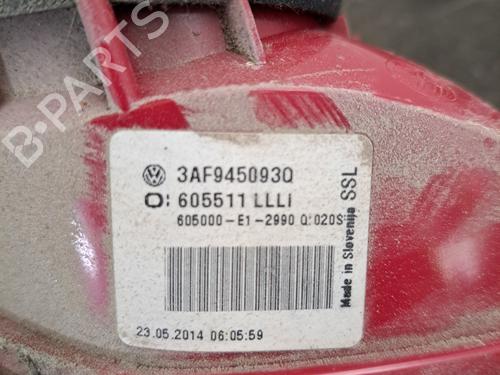 3AF945093Q
O: 605511 LLLI
605000-E1-2990 Q:020S
23.05.2014 06:05:59
Made in Slovenija SSL
B-PARTS